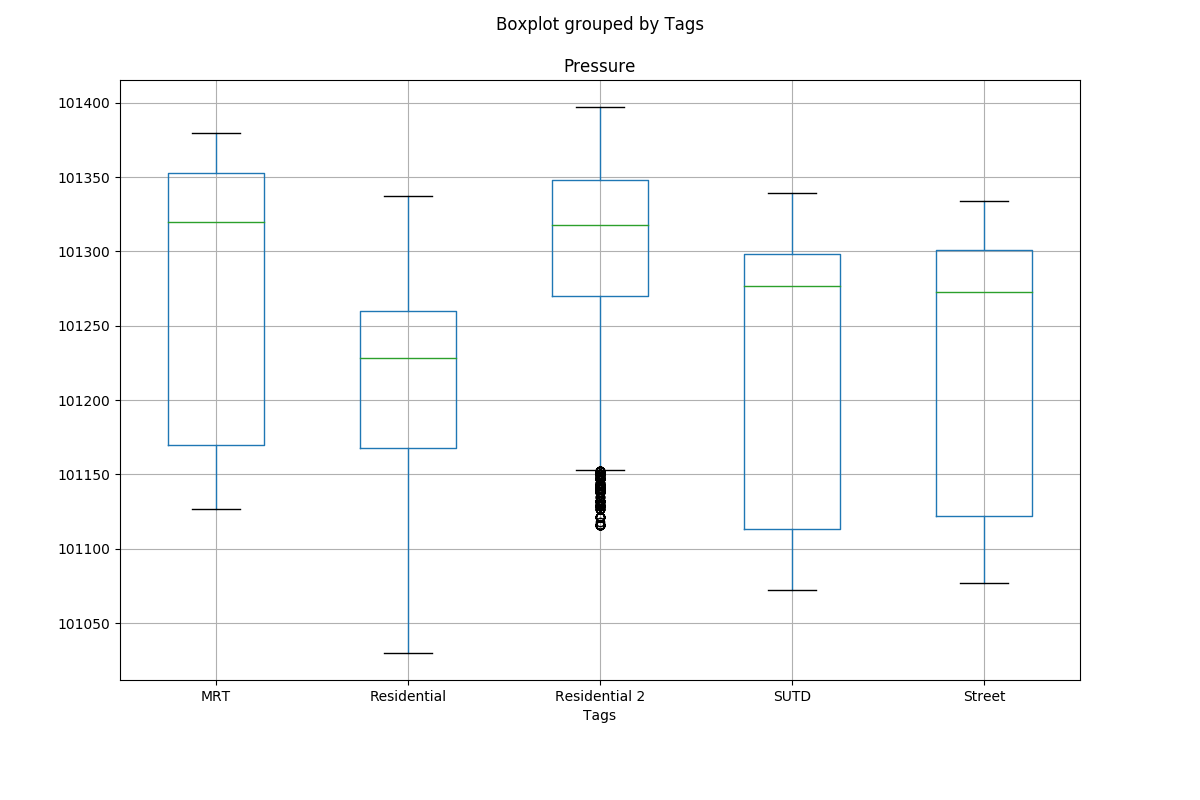 Boxplot grouped by Tags
Pressure
101400
101350
101300
101250
101200
101150
101100
101050
MRT Residential Residential 2 SUTD Street
Tags